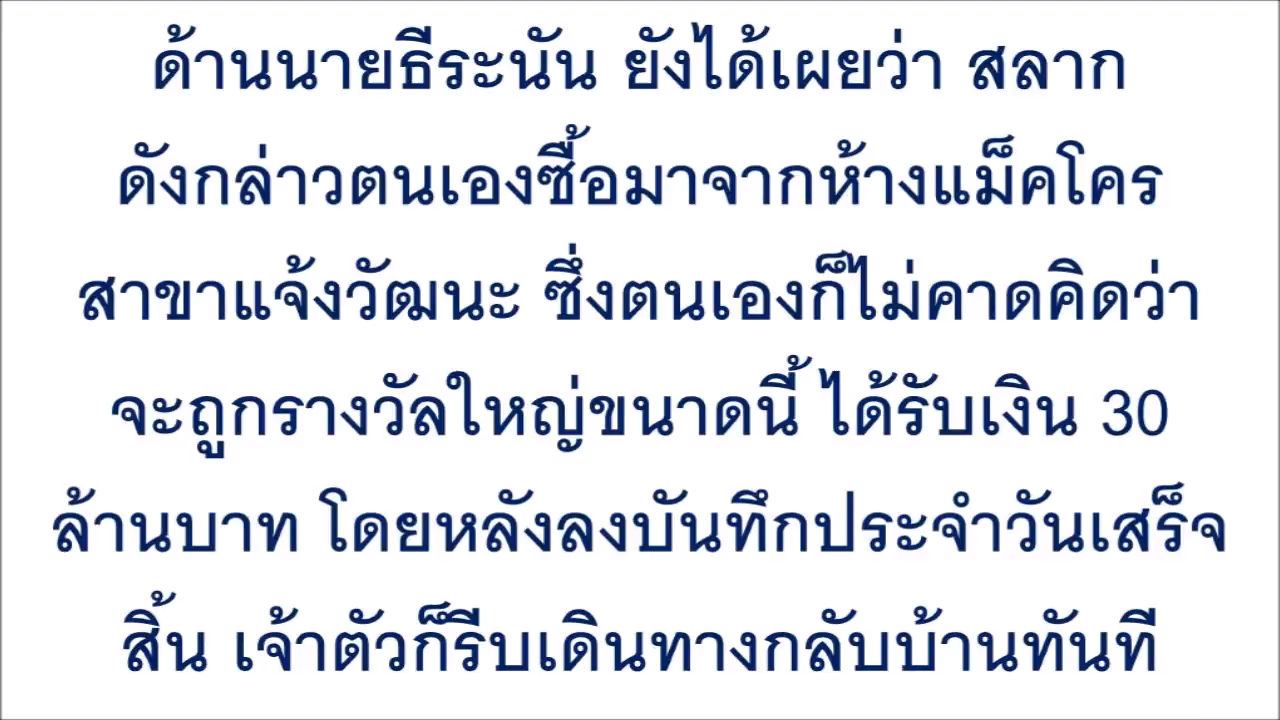 ด้านนายธีระนัน ยังได้เผยว่า สลาก
ดังกล่าวตนเองซื้อมาจากห้างแม็คโคร
สาขาแจ้งวัฒนะ ซึ่งตนเองก็ไม่คาดคิดว่า
จะถูกรางวัลใหญ่ขนาดนี้ ได้รับเงิน 30
ล้านบาท โดยหลังลงบันทึกประจำวันเสร็จ
สิ้น เจ้าตัวก็รีบเดินทางกลับบ้านทันที